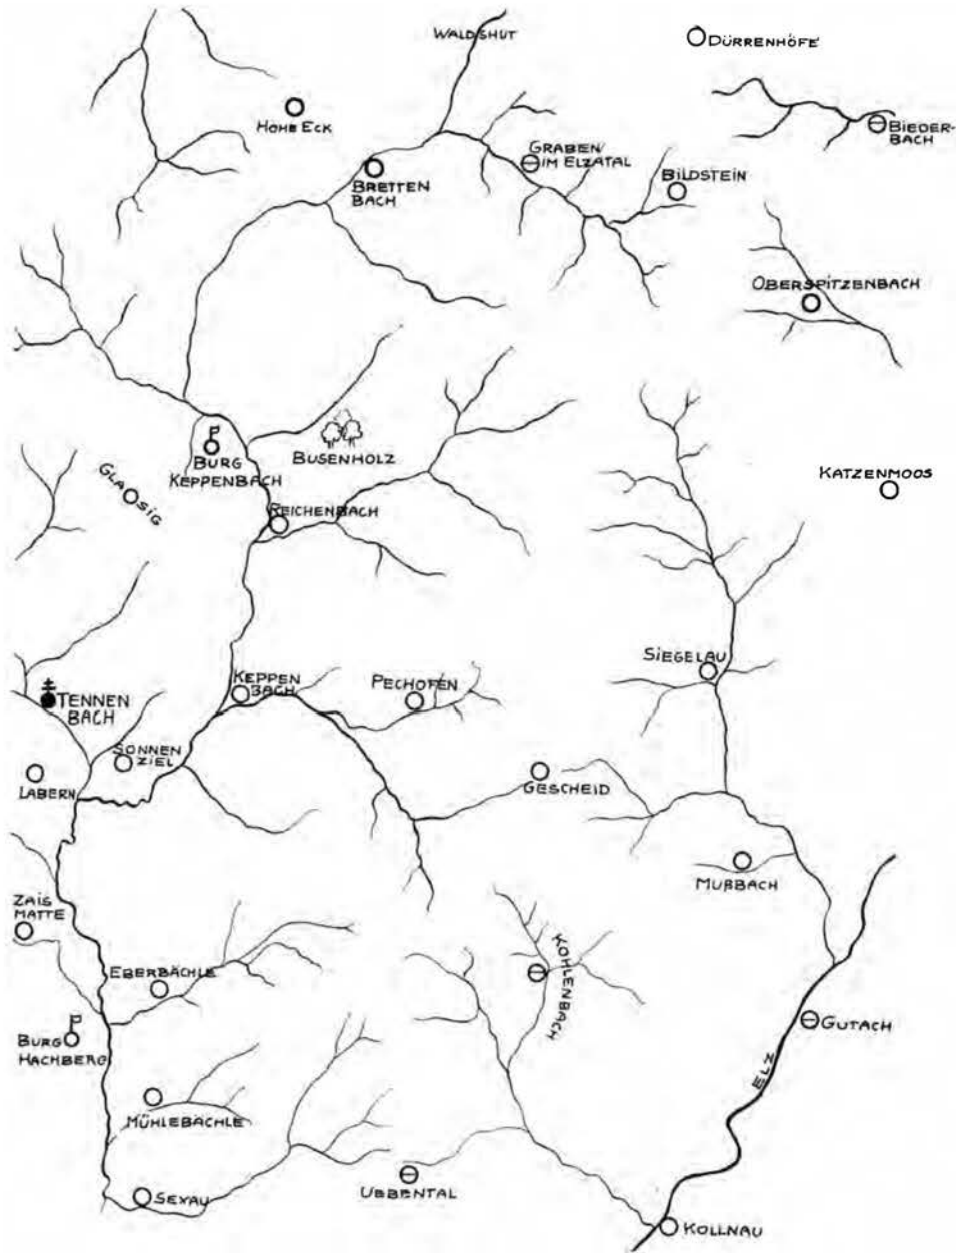 WALDSHUT
DÜRRENHÖFE
HOHE ECK
BIEDER-
BACH
GRABEN
IM ELZATAL
BRETTEN
BACH
BILDSTEIN
OBERSPITZENBACH
BUSENHOLZ
BURG
KEPPENBACH
GLASIG
KATZENMOOS
REICHENBACH
SIEGELAU
KEPPEN
BACH
PECHOFEN
TENNEN
BACH
SONNEN
ZIEL
LABERN
GESCHEID
MUßBACH
ZAIS
MATTE
EBERBÄCHLE
KOHLENBACH
GUTACH
BURG
HACHBERG
ELZ
MÜHLEBÄCHLE
SEXAU
UEBENTAL
KOLLNAU